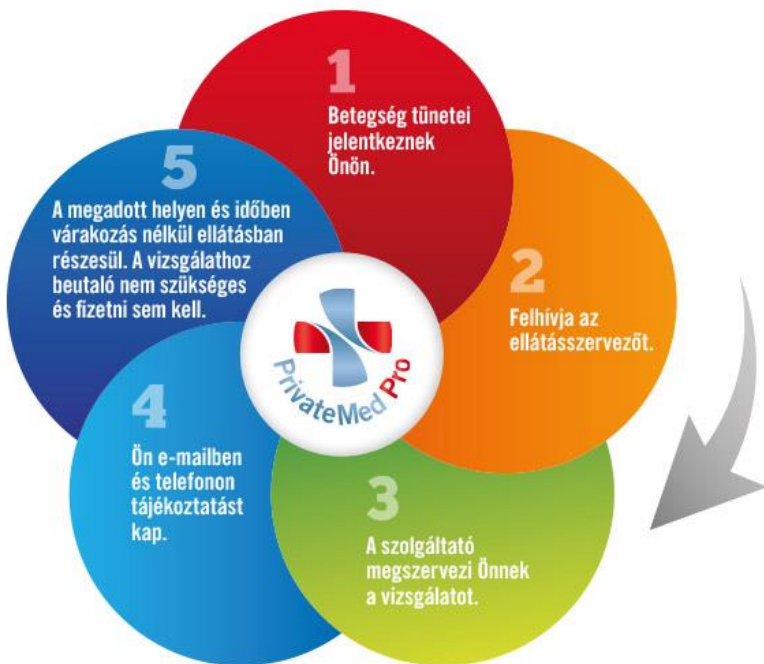 1
Betegség tünetei
jelentkeznek
Önön.
2
Felhívja az
ellátásszervezőt.
3
A szolgáltató
megszervezi Önnek
a vizsgálatot.
4
Ön e-mailben
és telefonon
tájékoztatást
kap.
5
A megadott helyen és időben
várakozás nélkül ellátásban
részesül. A vizsgálathoz
beutaló nem szükséges
és fizetni sem kell.
PrivateMed Pro